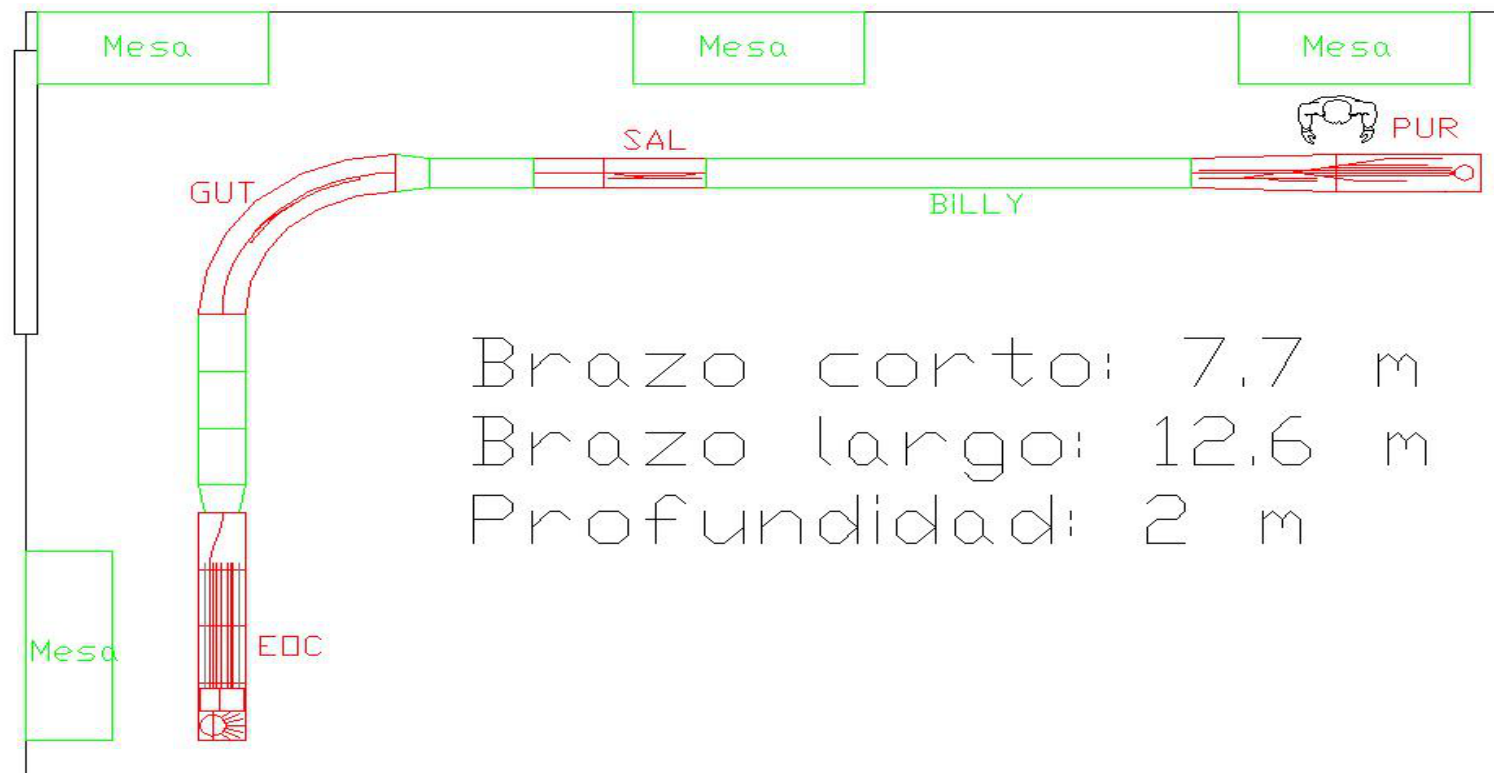 Mesa Mesa Mesa
SAL PUR
GUT
BiLLY
Brazo corto: 7.7 m
Brazo largo: 12.6 m
Profundidad: 2 m
Mesa EOC